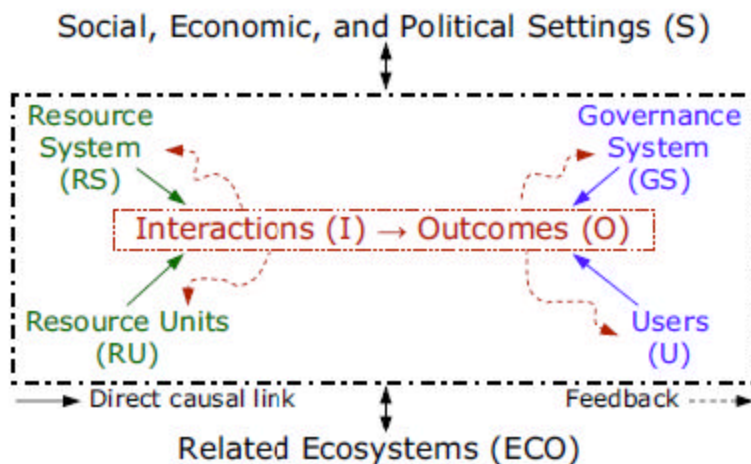 Social, Economic, and Political Settings (S)
Resource
System
(RS)
Governance
System
(GS)
Interactions (I) → Outcomes (O)
Resource Units
(RU)
Users
(U)
Direct causal link
Feedback
Related Ecosystems (ECO)